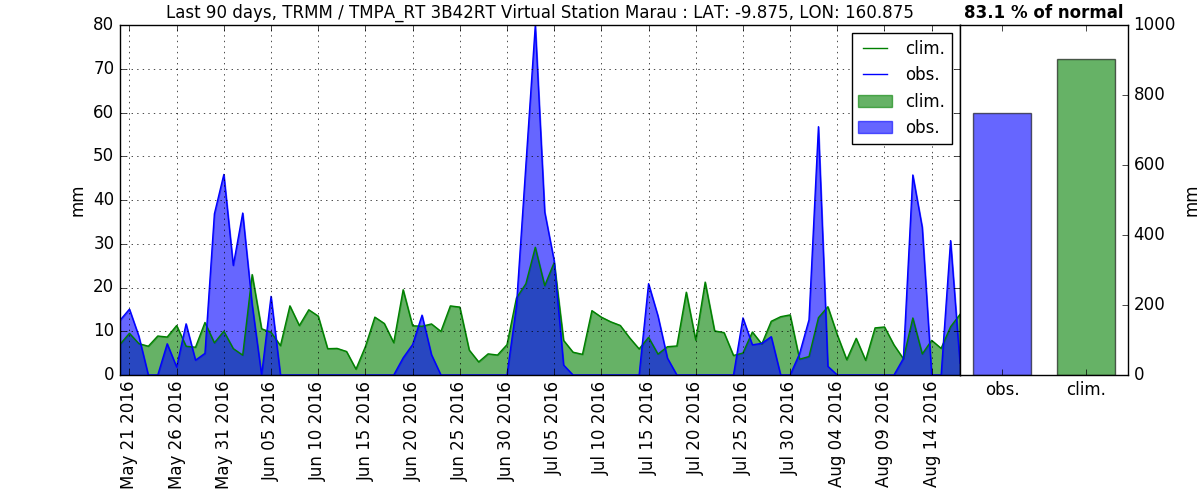 Last 90 days, TRMM / TMPA_RT 3B42RT Virtual Station Marau : LAT: -9.875, LON: 160.875
83.1 % of normal
80
70
60
50
40
30
20
10
0
mm
clim.
obs.
clim.
obs.
1000
800
600
400
200
0
mm
May 21 2016
May 26 2016
May 31 2016
Jun 05 2016
Jun 10 2016
Jun 15 2016
Jun 20 2016
Jun 25 2016
Jun 30 2016
Jul 05 2016
Jul 10 2016
Jul 15 2016
Jul 20 2016
Jul 25 2016
Jul 30 2016
Aug 04 2016
Aug 09 2016
Aug 14 2016
obs.
clim.